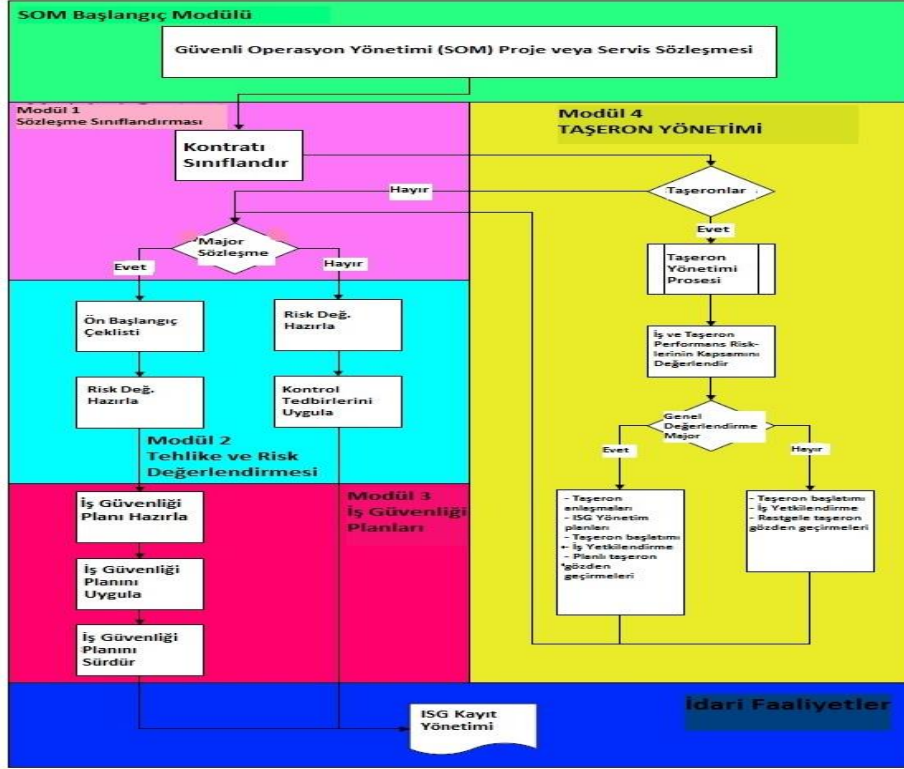 SOM Başlangıç Modülü
Güvenli Operasyon Yönetimi (SOM) Proje veya Servis Sözleşmesi
Modül 1
Sözleşme Sınıflandırması
Kontratı
Sınıflandır
Hayır
Major
Sözleşme
Evet
Hayır
Modül 4
TAŞERON YÖNETİMİ
Taşeronlar
Evet
Taşeron
Yönetimi
Prosesi
İş ve Taşeron
Performans Risk-
lerinin Kapsamını
Değerlendir
Genel
Değerlendirme
Major
Evet
Hayır
- Taşeron
anlaşmaları
- ISG Yönetim
planları
- Taşeron başlatımı
- İş Yetkilendirme
- Planlı taşeron
gözden
geçirmeleri
- Taşeron başlatımı
- İş Yetkilendirme
- Rastgele taşeron
gözden geçirmeleri
Ön Başlangıç
Çeklisti
Risk Değ.
Hazırla
Risk Değ.
Hazırla
Kontrol
Tedbirlerini
Uygula
Modül 2
Tehlike ve Risk
Değerlendirmesi
Modül 3
İş Güvenliği
Planları
İş Güvenliği
Planı Hazırla
İş Güvenliği
Planını
Uygula
İş Güvenliği
Planını
Sürdür
İdari Faaliyetler
ISG Kayıt
Yönetimi